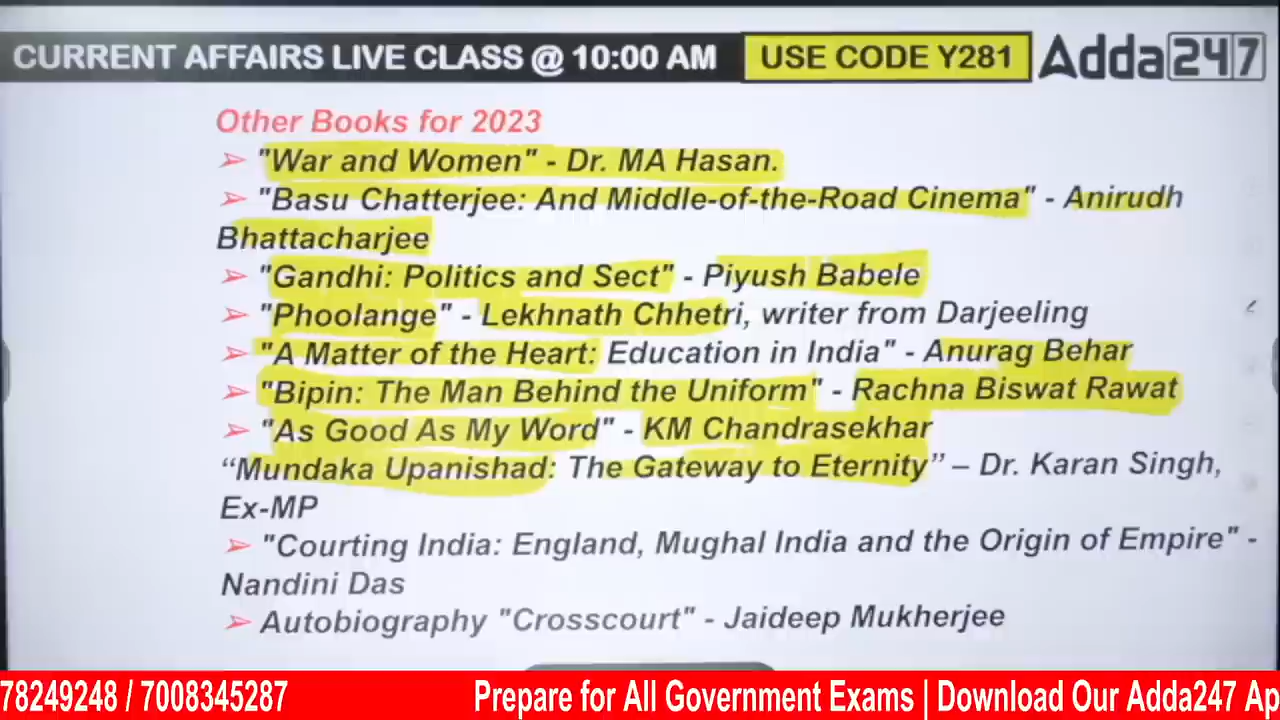 CURRENT AFFAIRS LIVE CLASS @ 10:00 AM USE CODE Y281 Adda247
Other Books for 2023
➢ "War and Women" - Dr. MA Hasan.
➢ "Basu Chatterjee: And Middle-of-the-Road Cinema" - Anirudh
Bhattacharjee
➢ "Gandhi: Politics and Sect" - Piyush Babele
➢ "Phoolange" - Lekhnath Chhetri, writer from Darjeeling
➢ "A Matter of the Heart: Education in India" - Anurag Behar
➢ "Bipin: The Man Behind the Uniform" - Rachna Biswat Rawat
➢ "As Good As My Word" - KM Chandrasekhar
“Mundaka Upanishad: The Gateway to Eternity” – Dr. Karan Singh,
Ex-MP
➢ "Courting India: England, Mughal India and the Origin of Empire" -
Nandini Das
➢ Autobiography "Crosscourt" - Jaideep Mukherjee
78249248 / 7008345287 Prepare for All Government Exams | Download Our Adda247 Ap